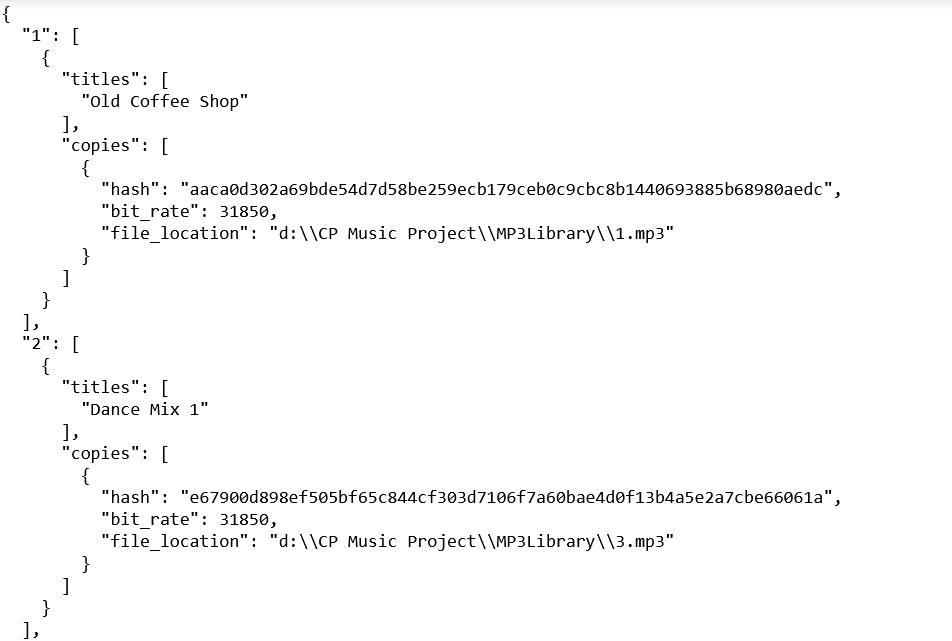 {
  "1": [
    {
      "titles": [
        "Old Coffee Shop"
      ],
      "copies": [
        {
          "hash": "aaca0d302a69bde54d7d58be259ecb179ceb0c9cbc8b1440693885b68980aedc",
          "bit_rate": 31850,
          "file_location": "d:\\CP Music Project\\MP3Library\\1.mp3"
        }
      ]
    }
  ],
  "2": [
    {
      "titles": [
        "Dance Mix 1"
      ],
      "copies": [
        {
          "hash": "e67900d898ef505bf65c844cf303d7106f7a60bae4d0f13b4a5e2a7cbe66061a",
          "bit_rate": 31850,
          "file_location": "d:\\CP Music Project\\MP3Library\\3.mp3"
        }
      ]
    }
  ],